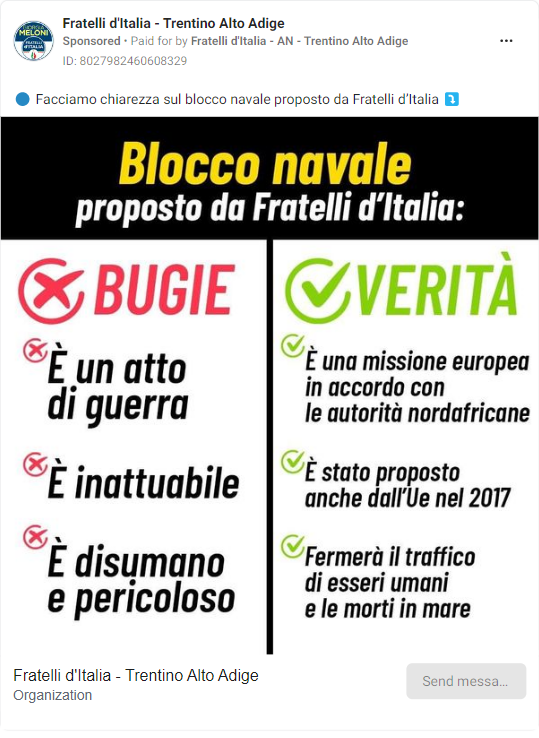 Fratelli d'Italia - Trentino Alto Adige
Sponsored • Paid for by Fratelli d'Italia - AN - Trentino Alto Adige
ID: 8027982460608329
GIORGIA
MELONI
FRATELLI
d'ITALIA
Facciamo chiarezza sul blocco navale proposto da Fratelli d’Italia
Blocco navale
proposto da Fratelli d’Italia:
BUGIE
È un atto
di guerra
È inattuabile
È disumano
e pericoloso
VERITÀ
È una missione europea
in accordo con
le autorità nordafricane
È stato proposto
anche dall’Ue nel 2017
Fermerà il traffico
di esseri umani
e le morti in mare
Fratelli d'Italia - Trentino Alto Adige
Organization
Send messa...